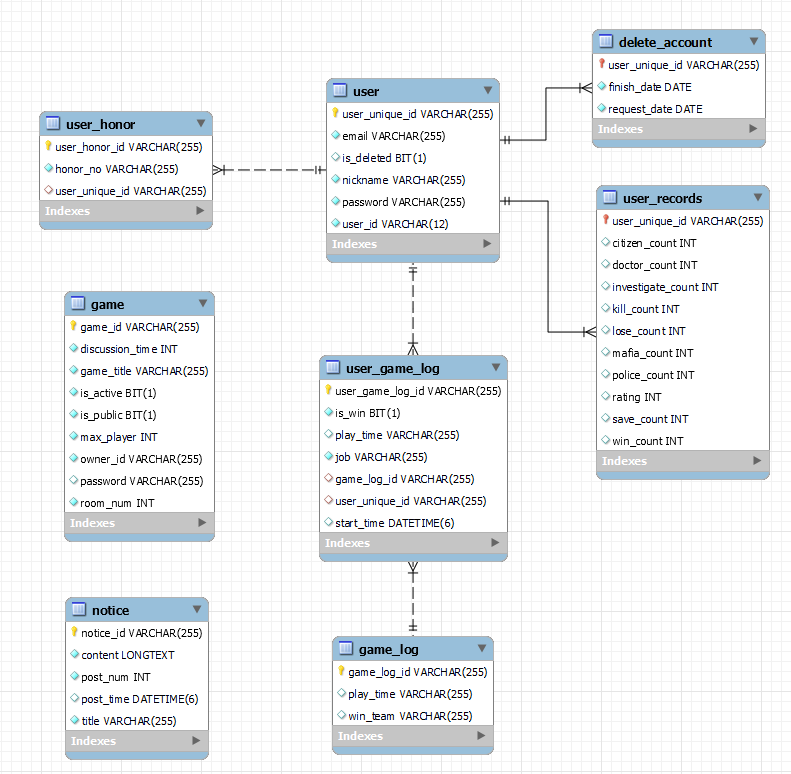 delete_account
user_unique_id VARCHAR(255)
finish_date DATE
request_date DATE
Indexes
user
user_unique_id VARCHAR(255)
email VARCHAR(255)
is_deleted BIT(1)
nickname VARCHAR(255)
password VARCHAR(255)
user_id VARCHAR(12)
Indexes
user_honor
user_honor_id VARCHAR(255)
honor_no VARCHAR(255)
user_unique_id VARCHAR(255)
Indexes
user_records
user_unique_id VARCHAR(255)
citizen_count INT
doctor_count INT
investigate_count INT
kill_count INT
lose_count INT
mafia_count INT
police_count INT
rating INT
save_count INT
win_count INT
Indexes
game
game_id VARCHAR(255)
discussion_time INT
game_title VARCHAR(255)
is_active BIT(1)
is_public BIT(1)
max_player INT
owner_id VARCHAR(255)
password VARCHAR(255)
room_num INT
Indexes
user_game_log
user_game_log_id VARCHAR(255)
is_win BIT(1)
play_time VARCHAR(255)
job VARCHAR(255)
game_log_id VARCHAR(255)
user_unique_id VARCHAR(255)
start_time DATETIME(6)
Indexes
notice
notice_id VARCHAR(255)
content LONGTEXT
post_num INT
post_time DATETIME(6)
title VARCHAR(255)
Indexes
game_log
game_log_id VARCHAR(255)
play_time VARCHAR(255)
win_team VARCHAR(255)
Indexes